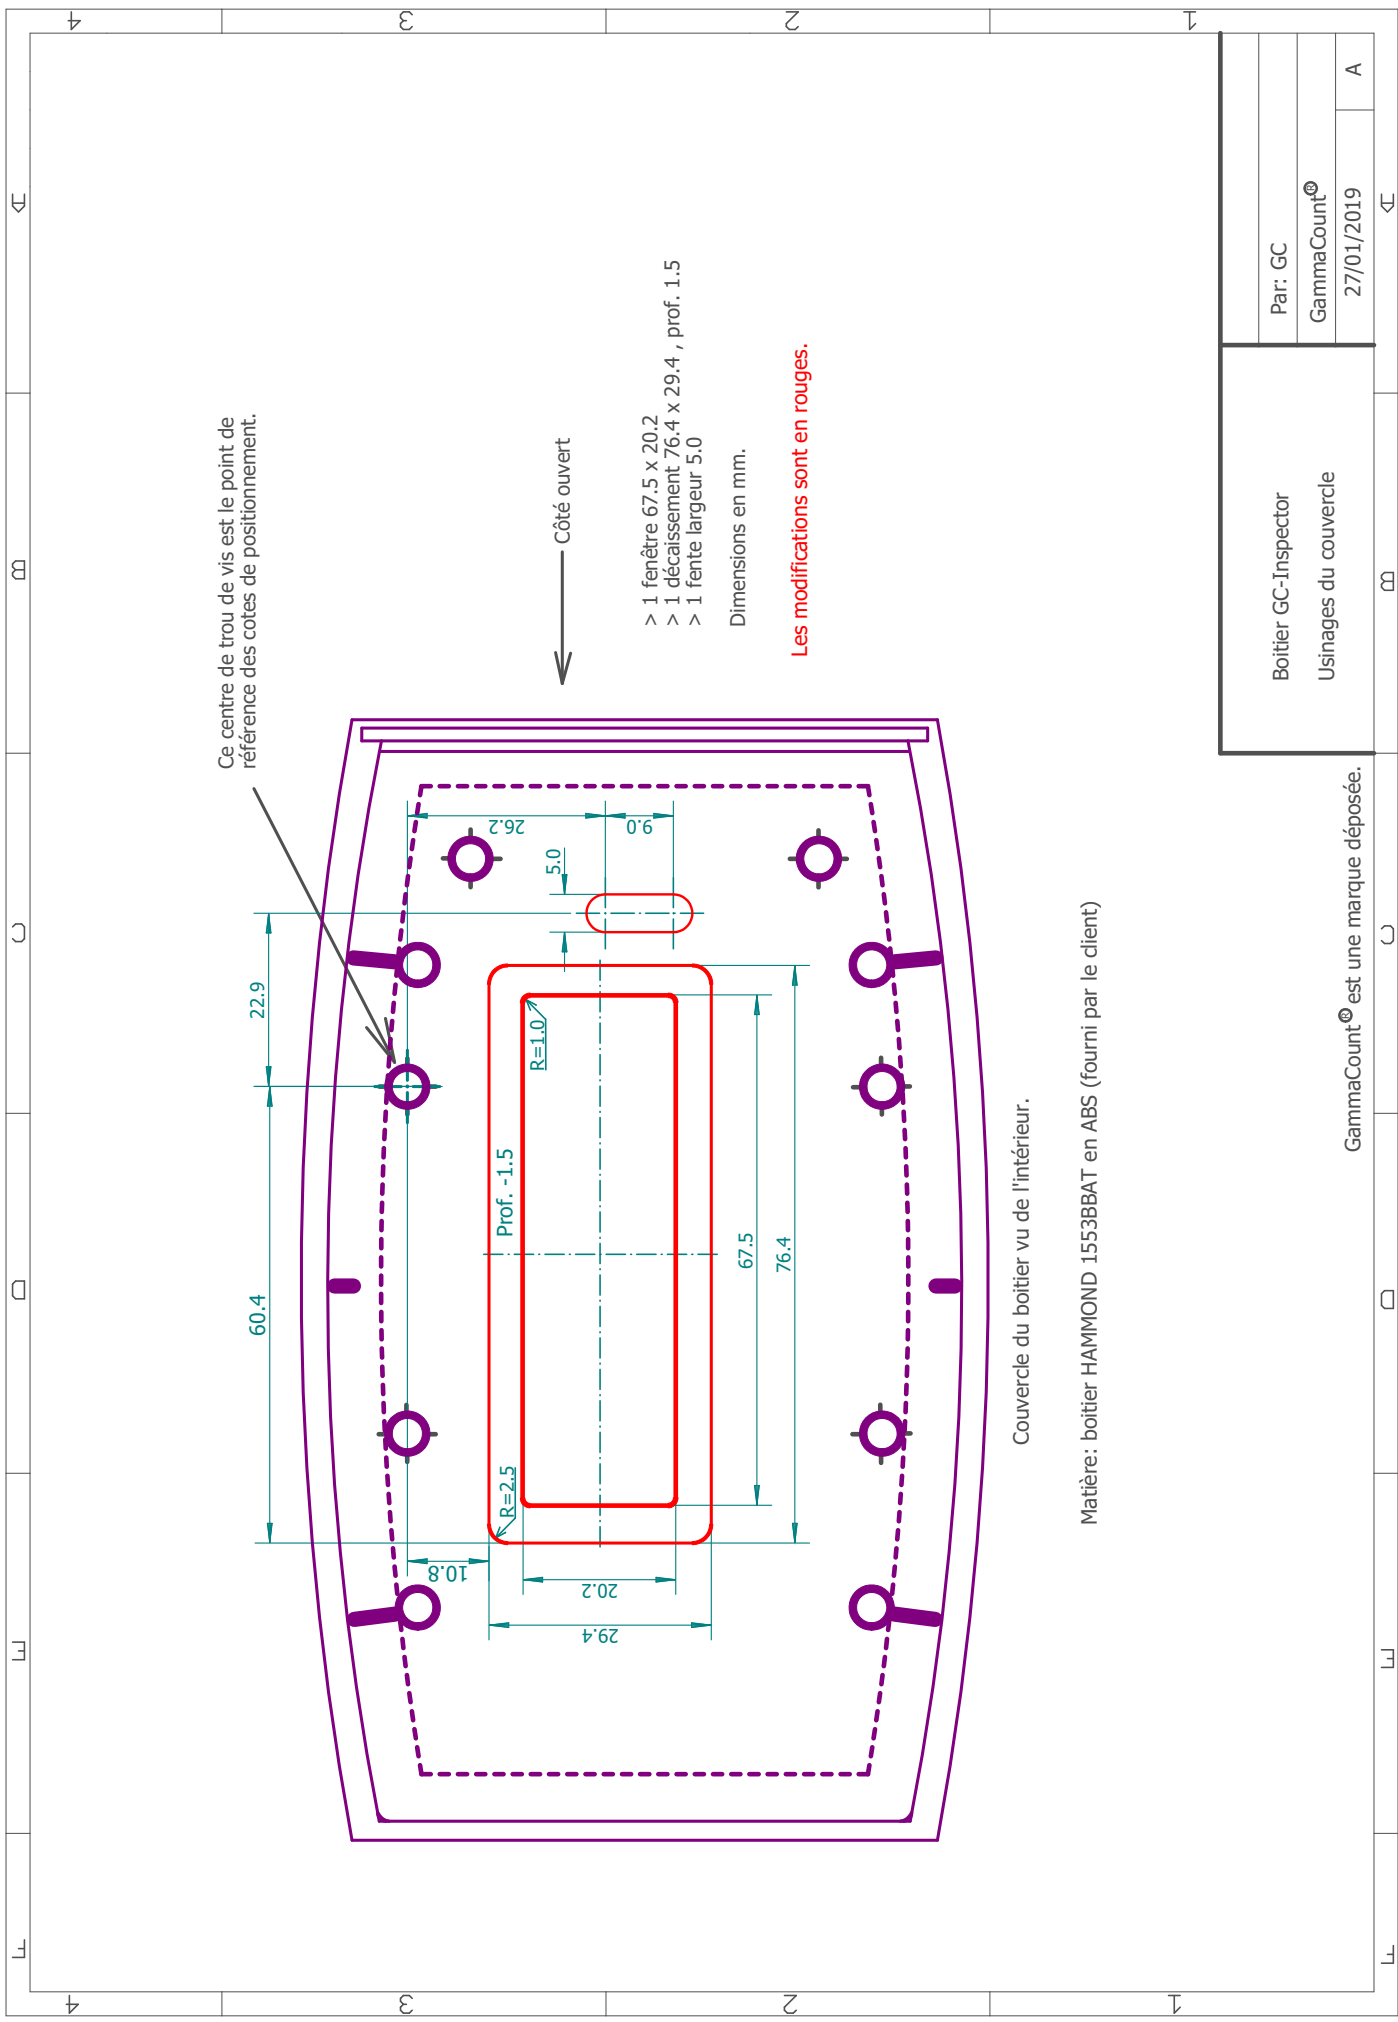 F
E
D
C
B
A
4
3
2
1
Ce centre de trou de vis est le point de
référence des cotes de positionnement.
60.4
22.9
26.2
9.0
5.0
10.8
R=2.5
Prof. -1.5
R=1.0
20.2
29.4
67.5
76.4
Côté ouvert
> 1 fenêtre 67.5 x 20.2
> 1 décaissement 76.4 x 29.4 , prof. 1.5
> 1 fente largeur 5.0
Dimensions en mm.
Les modifications sont en rouges.
Couvercle du boitier vu de l'intérieur.
Matière: boitier HAMMOND 1553BBAT en ABS (fourni par le client)
GammaCount® est une marque déposée.
Boitier GC-Inspector
Usinages du couvercle
Par: GC
GammaCount®
27/01/2019
A
4
3
2
1
F
E
D
C
B
A